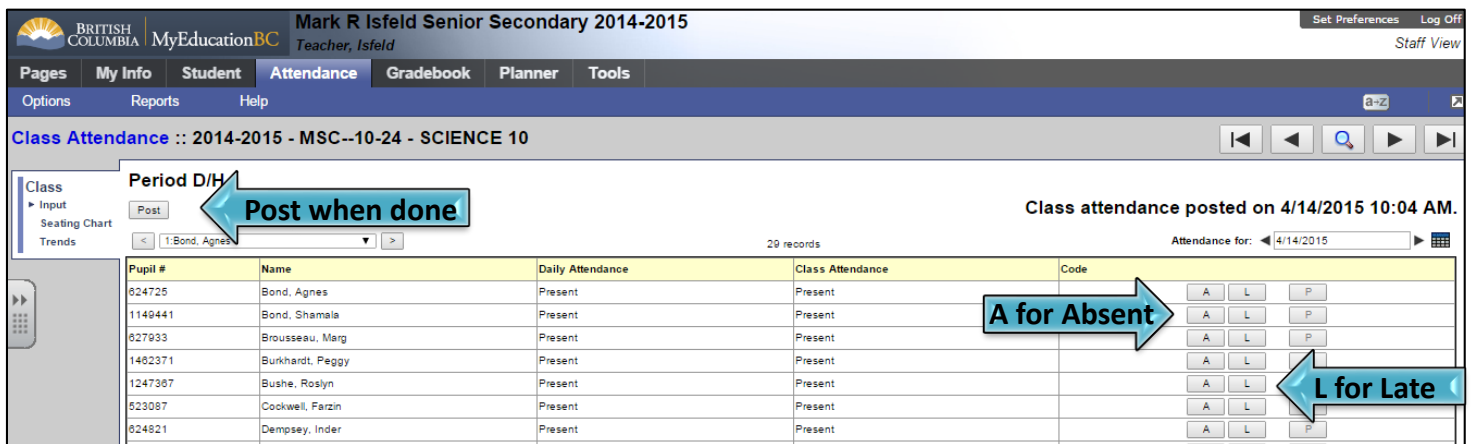 BRITISH COLUMBIA MyEducationBC
Mark R Isfeld Senior Secondary 2014-2015
Teacher, Isfeld
Set Preferences Log Off
Staff View
Pages My Info Student Attendance Gradebook Planner Tools
Options Reports Help a-z
Class Attendance :: 2014-2015 - MSC--10-24 - SCIENCE 10
Class
Input
Seating Chart
Trends
Period D/H
Post
Post when done
Class attendance posted on 4/14/2015 10:04 AM.
< 1:Bond, Agnes >
29 records
Attendance for: 4/14/2015
Pupil # Name Daily Attendance Class Attendance Code
624725 Bond, Agnes Present Present A L P
1149441 Bond, Shamala Present Present A L P
A for Absent
627933 Brousseau, Marg Present Present A L P
1462371 Burkhardt, Peggy Present Present A L
1247367 Bushe, Roslyn Present Present A L
L for Late
523087 Cockwell, Farzin Present Present A L
624821 Dempsey, Inder Present Present A L P